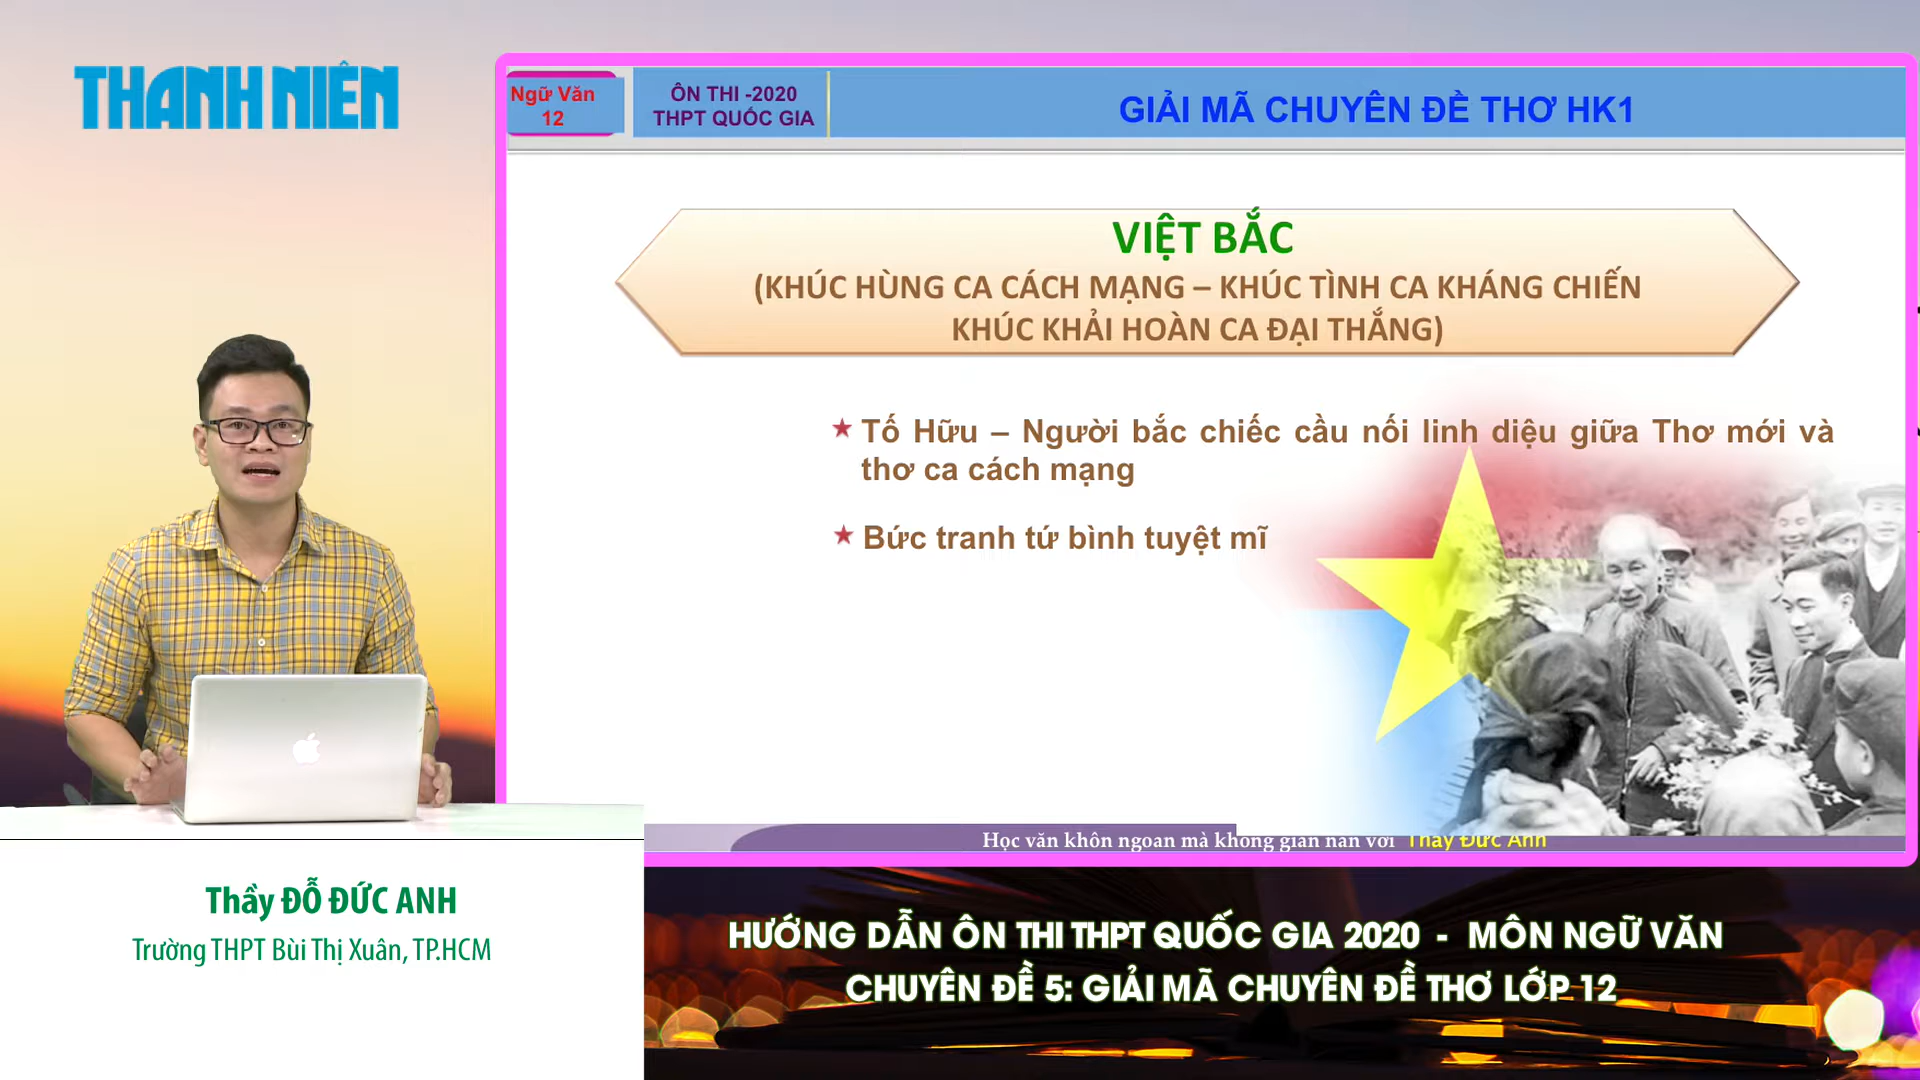 THANH NIÊN
Ngữ Văn
12
ÔN THI -2020
THPT QUỐC GIA
GIẢI MÃ CHUYÊN ĐỀ THƠ HK1
VIỆT BẮC
(KHÚC HÙNG CA CÁCH MẠNG – KHÚC TÌNH CA KHÁNG CHIẾN
KHÚC KHẢI HOÀN CA ĐẠI THẮNG)
Tố Hữu – Người bắc chiếc cầu nối linh diệu giữa Thơ mới và
thơ ca cách mạng
Bức tranh tứ bình tuyệt mĩ
Học văn khôn ngoan mà không gian nan với Thầy Đức Anh
Thầy ĐỖ ĐỨC ANH
Trường THPT Bùi Thị Xuân, TP.HCM
HƯỚNG DẪN ÔN THI THPT QUỐC GIA 2020 - MÔN NGỮ VĂN
CHUYÊN ĐỀ 5: GIẢI MÃ CHUYÊN ĐỀ THƠ LỚP 12